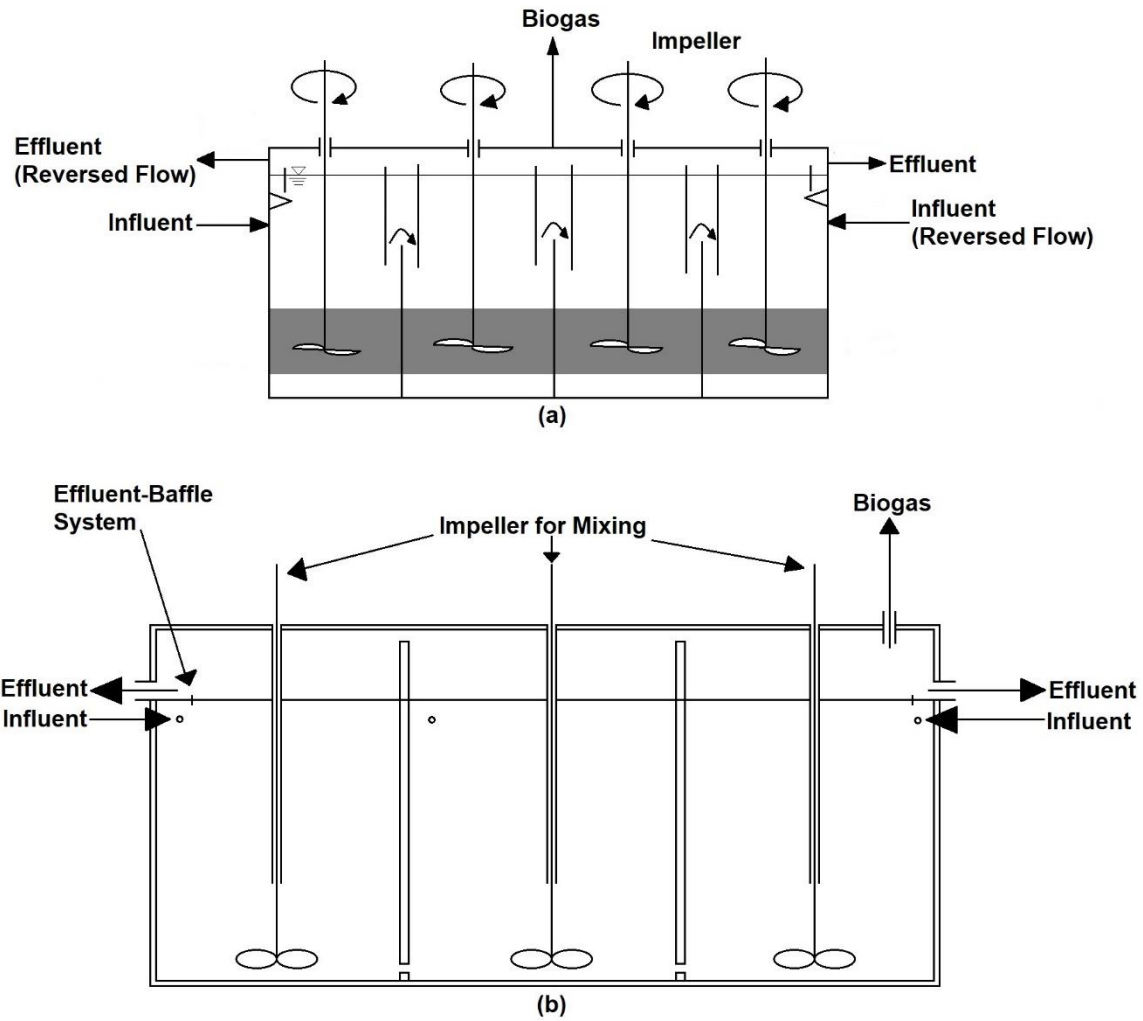 Biogas
Impeller
Effluent
(Reversed Flow)
Effluent
Influent
Influent
(Reversed Flow)
(a)
Effluent-Baffle
System
Impeller for Mixing
Biogas
Effluent
Effluent
Influent
Influent
(b)